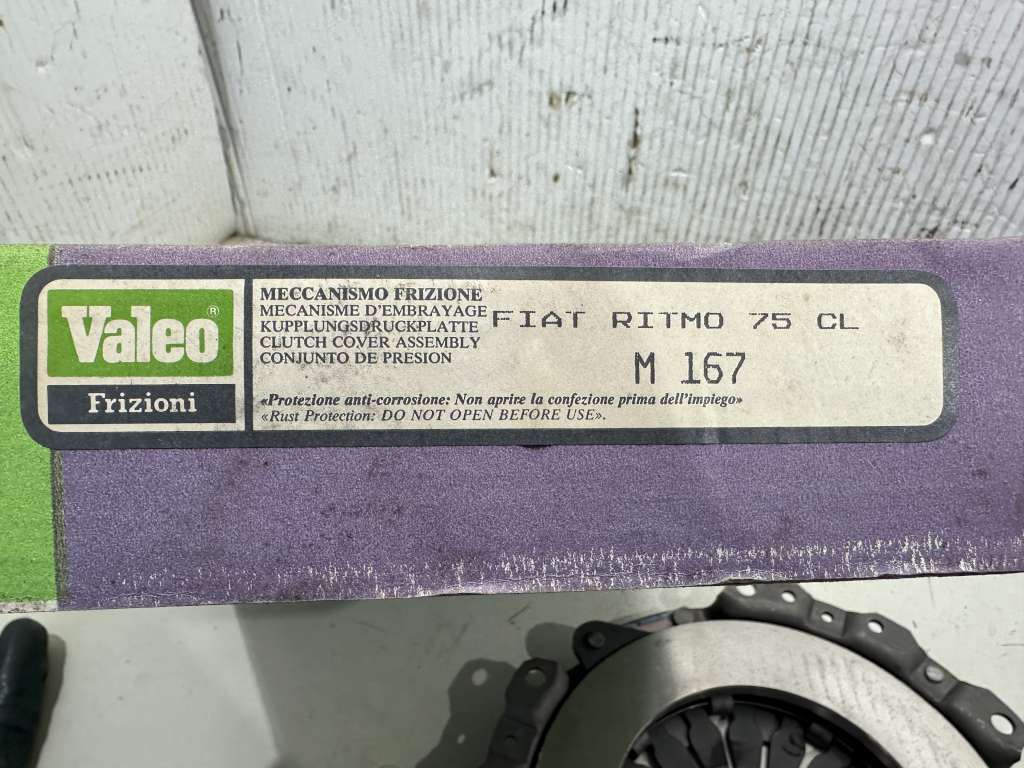 Valeo®
Frizioni
MECCANISMO FRIZIONE
MECANISME D'EMBRAYAGE
KUPPLUNGSDRUCKPLATTE
CLUTCH COVER ASSEMBLY
CONJUNTO DE PRESION
FIAT RITMO 75 CL
M 167
«Protezione anti-corrosione: Non aprire la confezione prima dell'impiego»
«Rust Protection: DO NOT OPEN BEFORE USE».